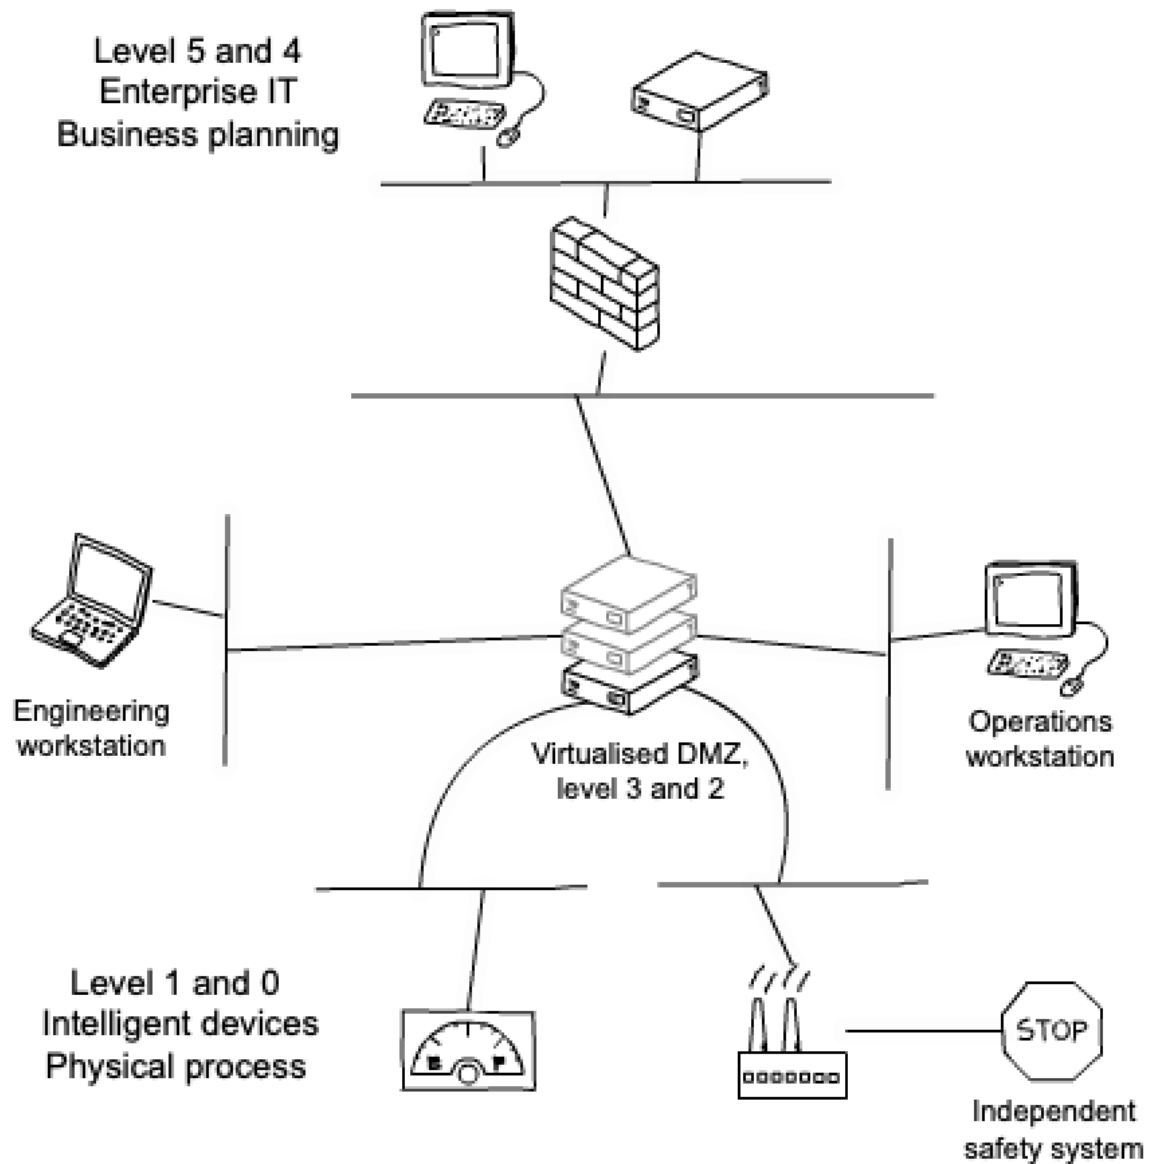 Level 5 and 4
Enterprise IT
Business planning
Engineering
workstation
Virtualised DMZ,
level 3 and 2
Operations
workstation
Level 1 and 0
Intelligent devices
Physical process
E F
STOP
Independent
safety system